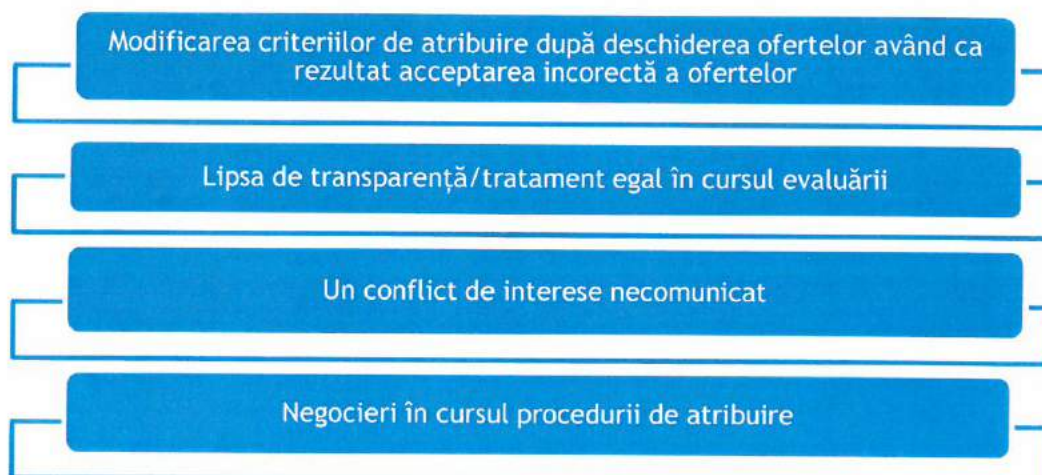 Modificarea criteriilor de atribuire după deschiderea ofertelor având ca
rezultat acceptarea incorectă a ofertelor
Lipsa de transparență/tratament egal în cursul evaluării
Un conflict de interese necomunicat
Negocieri în cursul procedurii de atribuire